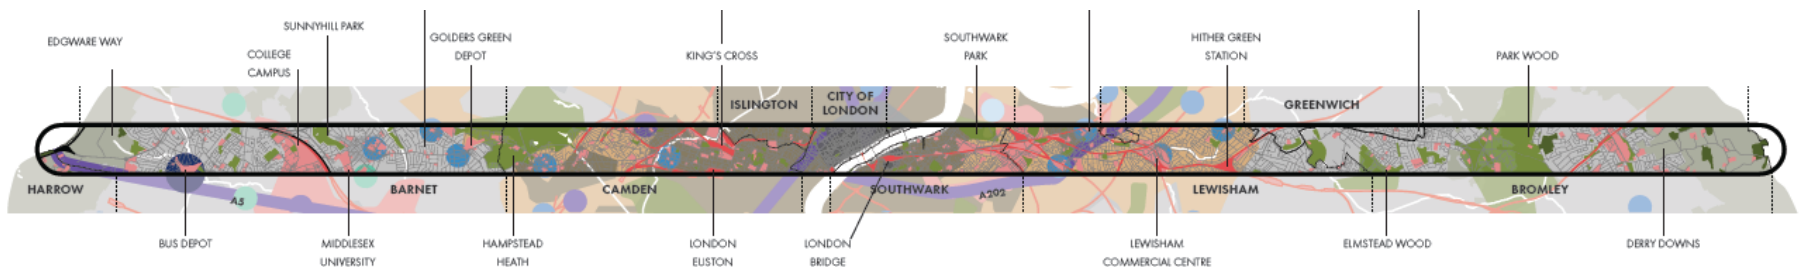 EDGWARE WAY
SUNNYHILL PARK
COLLEGE
CAMPUS
GOLDERS GREEN
DEPOT
KING'S CROSS
SOUTHWARK
PARK
HITHER GREEN
STATION
PARK WOOD
ISLINGTON
CITY OF
LONDON
GREENWICH
HARROW
A5
BARNET
CAMDEN
SOUTHWARK
A202
LEWISHAM
BROMLEY
BUS DEPOT
MIDDLESEX
UNIVERSITY
HAMPSTEAD
HEATH
LONDON
EUSTON
LONDON
BRIDGE
LEWISHAM
COMMERCIAL CENTRE
ELMSTEAD WOOD
DERRY DOWNS